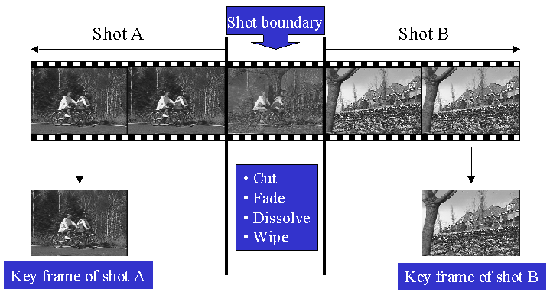 Shot boundary
Shot A
Shot B
• Cut
• Fade
• Dissolve
• Wipe
Key frame of shot A
Key frame of shot B